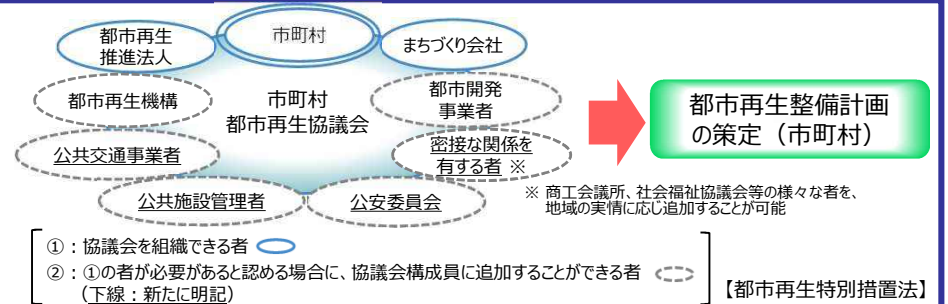 市町村
都市再生
推進法人
まちづくり会社
都市再生機構
市町村
都市再生協議会
都市開発
事業者
公共交通事業者
密接な関係を
有する者 ※
公共施設管理者
公安委員会
都市再生整備計画
の策定（市町村）
※ 商工会議所、社会福祉協議会等の様々な者を、
地域の実情に応じ追加することが可能
①：協議会を組織できる者
②：①の者が必要があると認める場合に、協議会構成員に追加することができる者
（下線：新たに明記）
【都市再生特別措置法】